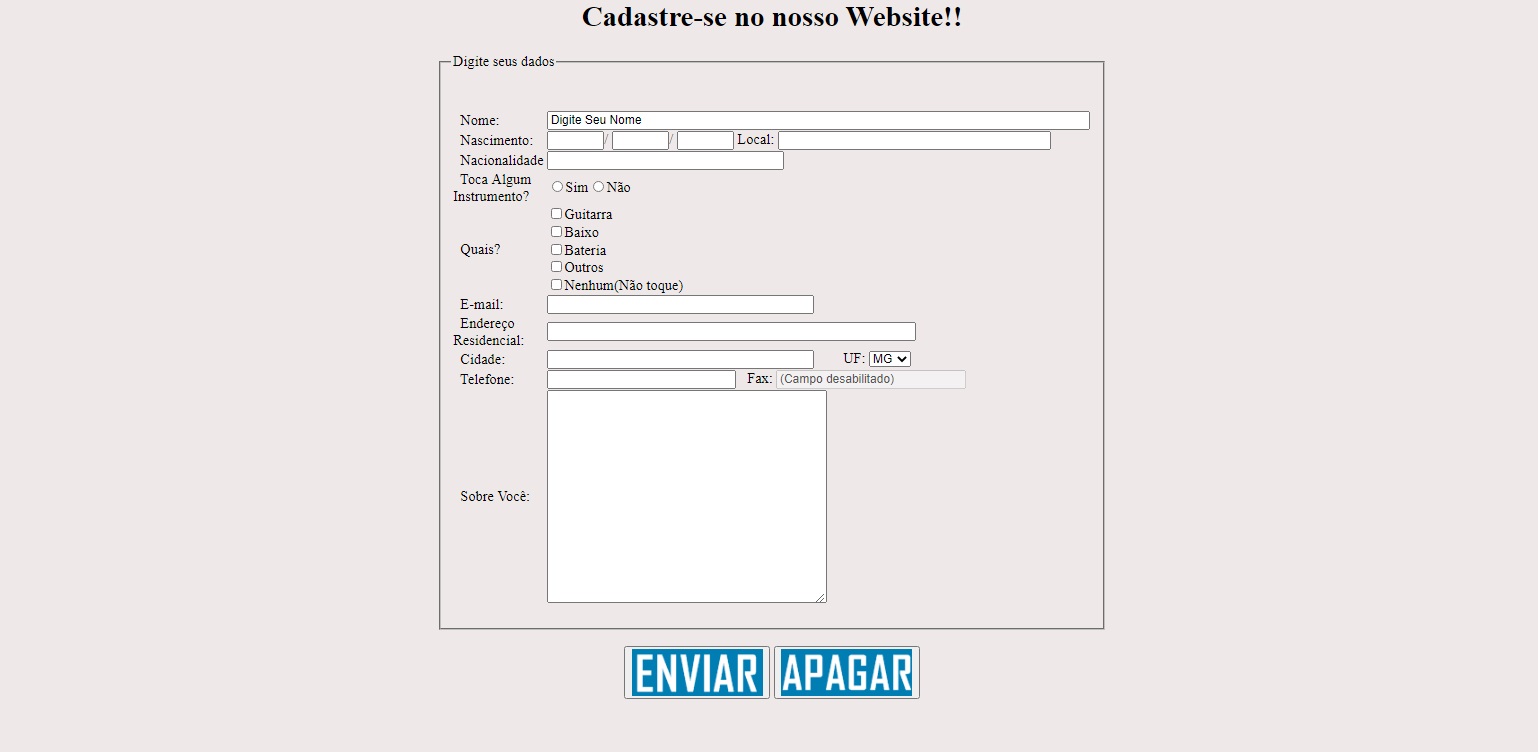 Cadastre-se no nosso Website!!
Digite seus dados
Nome: Digite Seu Nome
Nascimento: / / Local:
Nacionalidade
Toca Algum
Instrumento? Sim Não
Guitarra
Baixo
Quais? Bateria
Outros
Nenhum(Não toque)
E-mail:
Endereço
Residencial:
Cidade: UF: MG
Telefone: Fax: (Campo desabilitado)
Sobre Você:
ENVIAR APAGAR